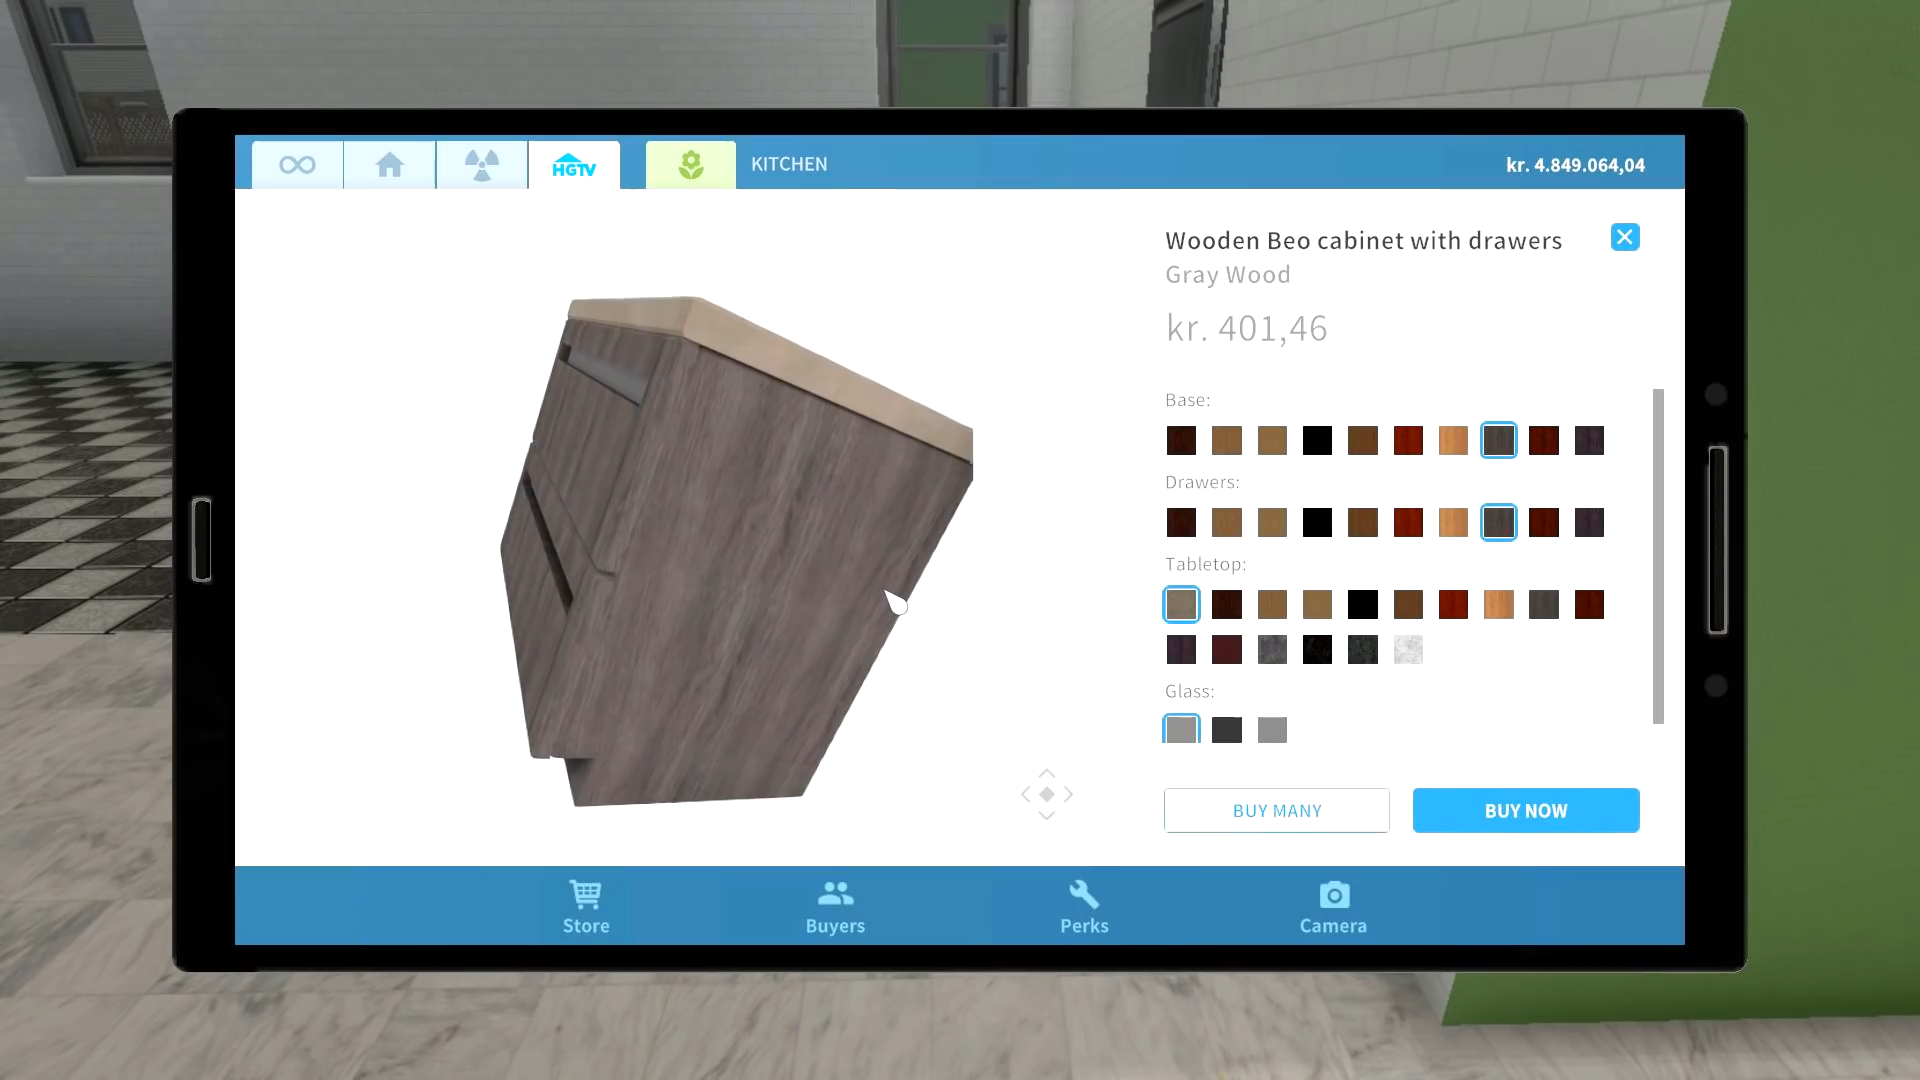 HGTV
KITCHEN
kr. 4.849.064,04
Wooden Beo cabinet with drawers
Gray Wood
kr. 401,46
Base:
Drawers:
Tabletop:
Glass:
BUY MANY
BUY NOW
Store
Buyers
Perks
Camera